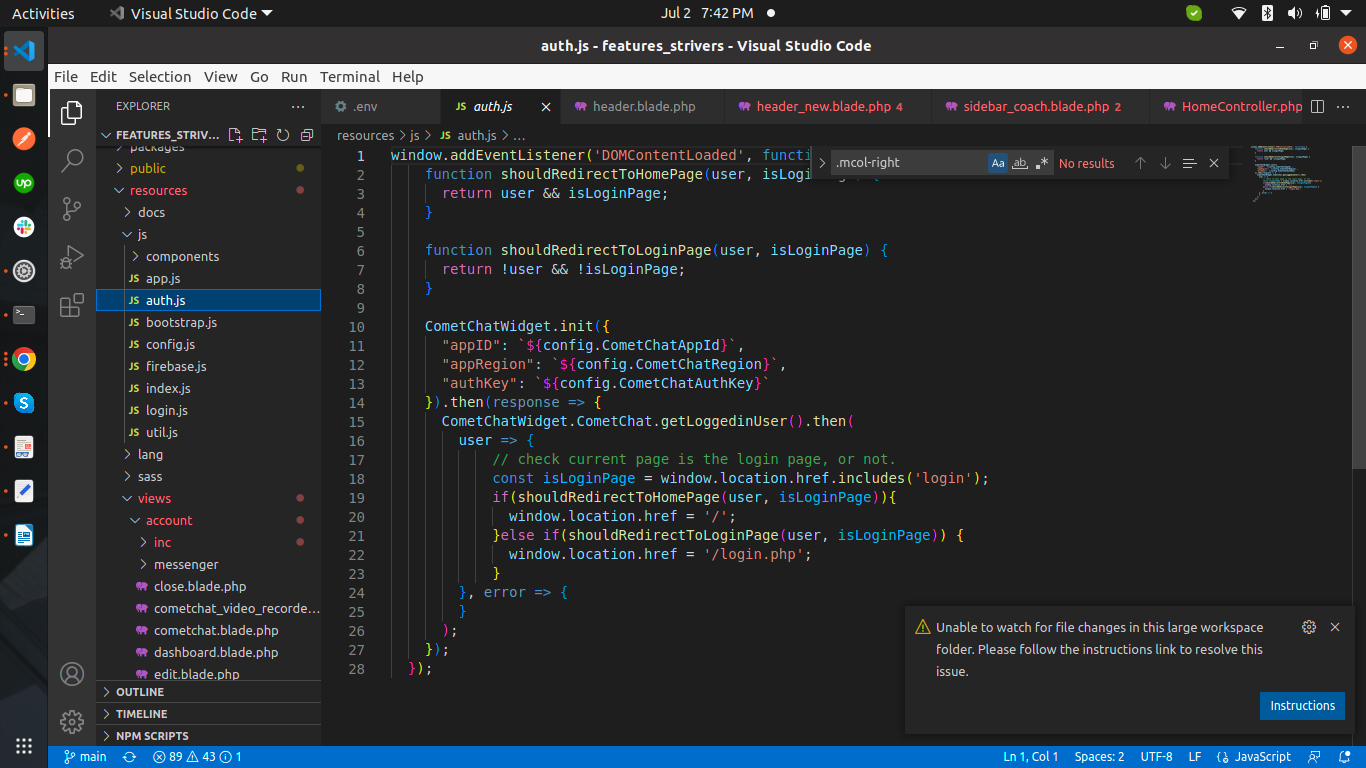 Activities Visual Studio Code Jul 2 7:42 PM
auth.js - features_strivers - Visual Studio Code
File Edit Selection View Go Run Terminal Help
EXPLORER ...
.env JS auth.js header.blade.php header_new.blade.php 4 sidebar_coach.blade.php 2 HomeController.php
FEATURES_STRIV...
packages
public
resources
docs
js
components
JS app.js
JS auth.js
JS bootstrap.js
JS config.js
JS firebase.js
JS index.js
JS login.js
JS util.js
lang
sass
views
account
inc
messenger
close.blade.php
cometchat_video_recorde...
cometchat.blade.php
dashboard.blade.php
edit.blade.php
OUTLINE
TIMELINE
NPM SCRIPTS
resources > js > JS auth.js > ...
.mcol-right Aa ab .* No results
1 window.addEventListener('DOMContentLoaded', functi
2 function shouldRedirectToHomePage(user, isLogi
3 return user && isLoginPage;
4 }
5
6 function shouldRedirectToLoginPage(user, isLoginPage) {
7 return !user && !isLoginPage;
8 }
9
10 CometChatWidget.init({
11 "appID": `${config.CometChatAppId}`,
12 "appRegion": `${config.CometChatRegion}`,
13 "authKey": `${config.CometChatAuthKey}`
14 }).then(response => {
15 CometChatWidget.CometChat.getLoggedinUser().then(
16 user => {
17 // check current page is the login page, or not.
18 const isLoginPage = window.location.href.includes('login');
19 if(shouldRedirectToHomePage(user, isLoginPage)){
20 window.location.href = '/';
21 }else if(shouldRedirectToLoginPage(user, isLoginPage)) {
22 window.location.href = '/login.php';
23 }
24 }, error => {
25 }
26 );
27 });
28 });
Unable to watch for file changes in this large workspace
folder. Please follow the instructions link to resolve this
issue.
Instructions
main 89 43 1 Ln 1, Col 1 Spaces: 2 UTF-8 LF {} JavaScript